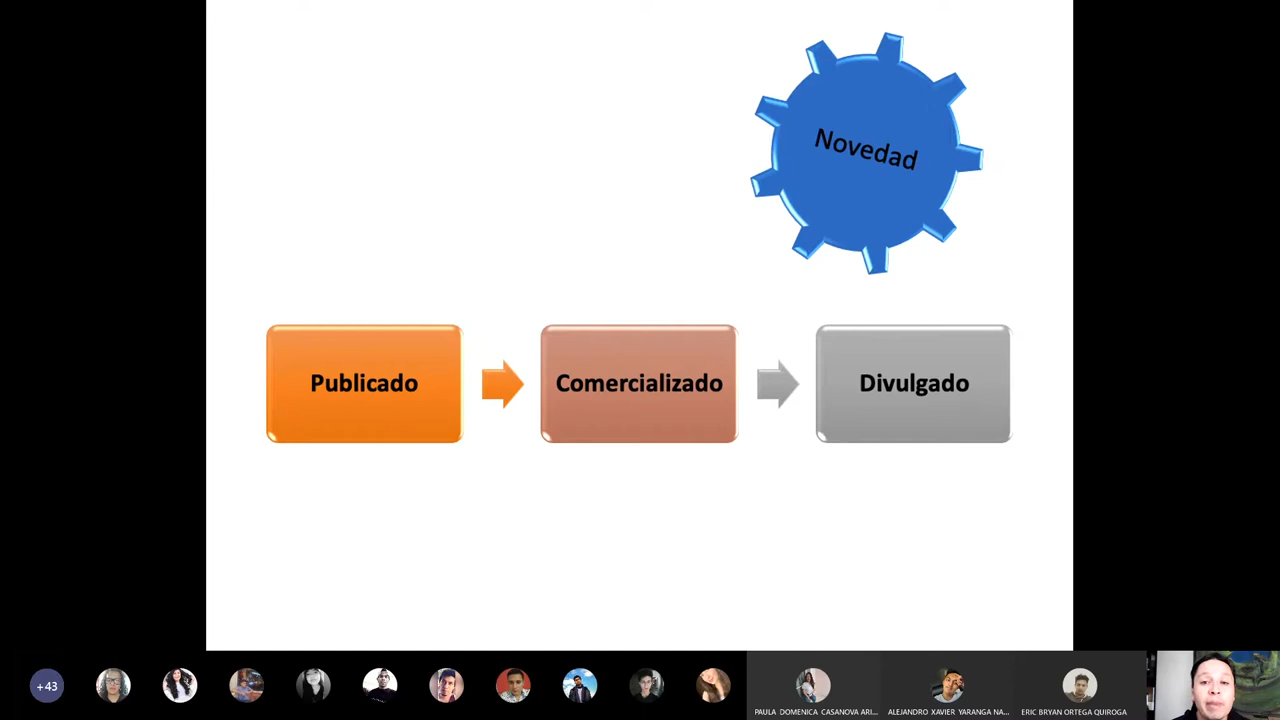 Novedad
Publicado
Comercializado
Divulgado
+43
PAULA DOMENICA CASANOVA ARI...
ALEJANDRO XAVIER YARANGA NA...
ERIC BRYAN ORTEGA QUIROGA